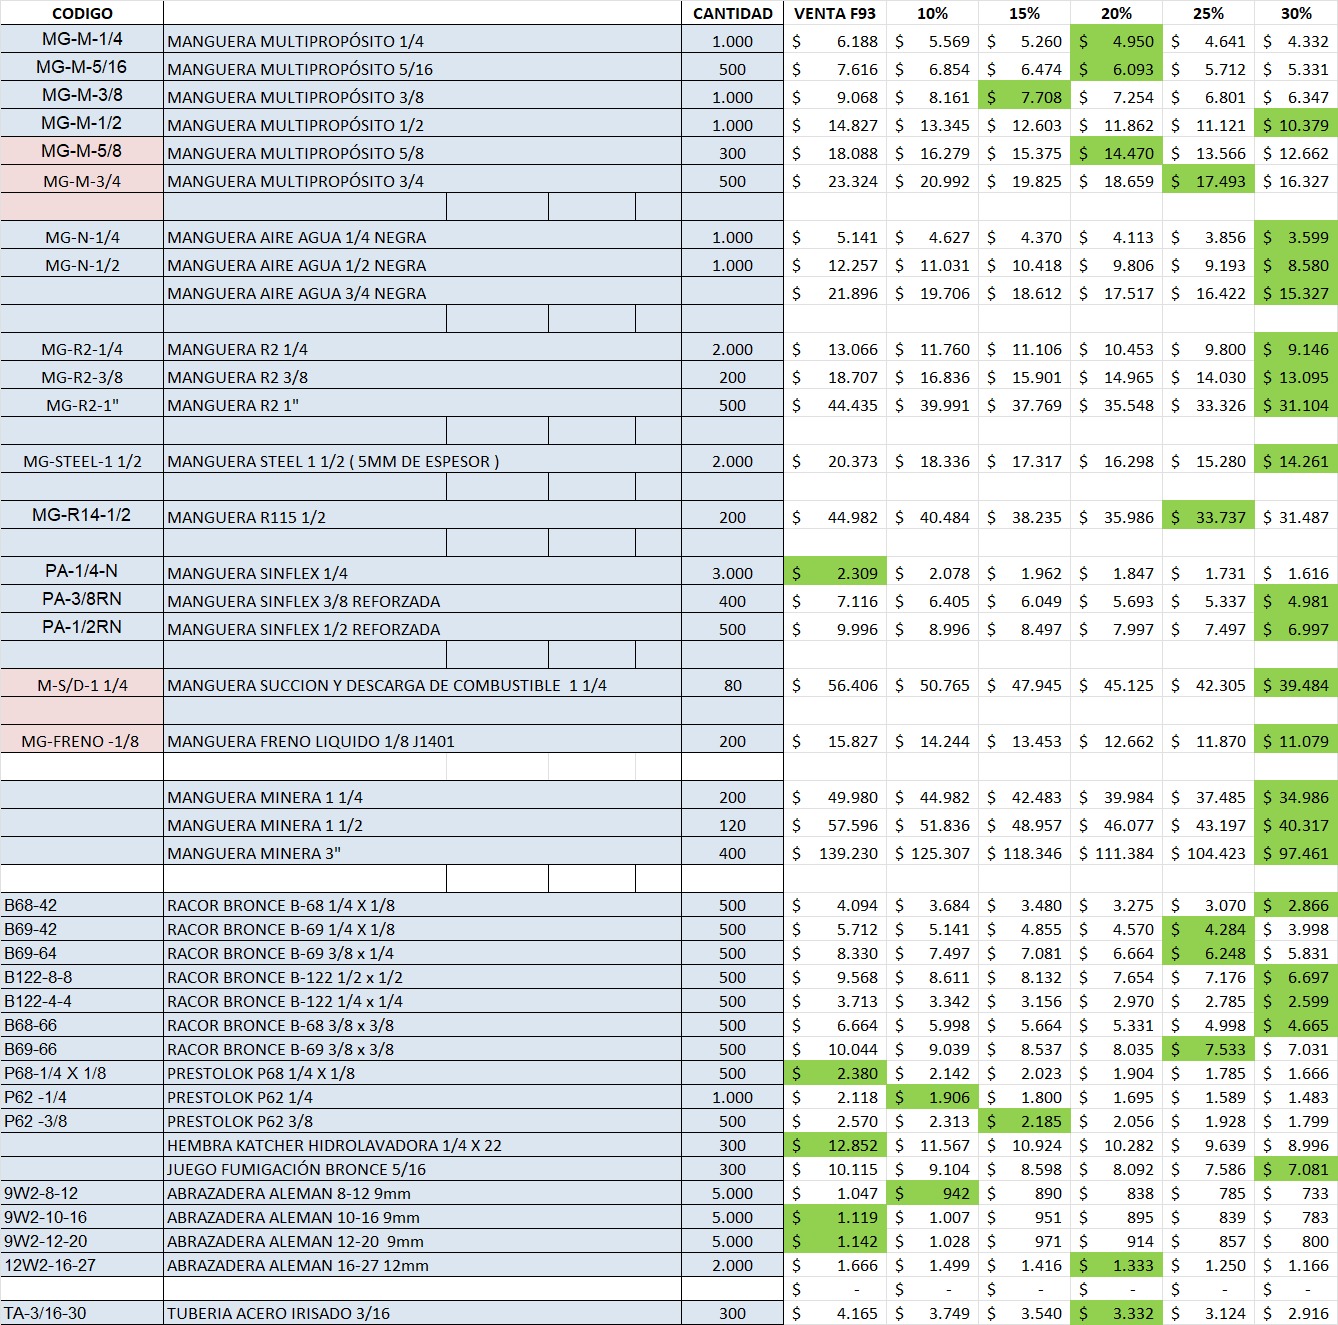 CODIGO CANTIDAD VENTA F93 10% 15% 20% 25% 30%
MG-M-1/4 MANGUERA MULTIPROPÓSITO 1/4 1.000 $ 6.188 $ 5.569 $ 5.260 $ 4.950 $ 4.641 $ 4.332
MG-M-5/16 MANGUERA MULTIPROPÓSITO 5/16 500 $ 7.616 $ 6.854 $ 6.474 $ 6.093 $ 5.712 $ 5.331
MG-M-3/8 MANGUERA MULTIPROPÓSITO 3/8 1.000 $ 9.068 $ 8.161 $ 7.708 $ 7.254 $ 6.801 $ 6.347
MG-M-1/2 MANGUERA MULTIPROPÓSITO 1/2 1.000 $ 14.827 $ 13.345 $ 12.603 $ 11.862 $ 11.121 $ 10.379
MG-M-5/8 MANGUERA MULTIPROPÓSITO 5/8 300 $ 18.088 $ 16.279 $ 15.375 $ 14.470 $ 13.566 $ 12.662
MG-M-3/4 MANGUERA MULTIPROPÓSITO 3/4 500 $ 23.324 $ 20.992 $ 19.825 $ 18.659 $ 17.493 $ 16.327
MG-N-1/4 MANGUERA AIRE AGUA 1/4 NEGRA 1.000 $ 5.141 $ 4.627 $ 4.370 $ 4.113 $ 3.856 $ 3.599
MG-N-1/2 MANGUERA AIRE AGUA 1/2 NEGRA 1.000 $ 12.257 $ 11.031 $ 10.418 $ 9.806 $ 9.193 $ 8.580
MANGUERA AIRE AGUA 3/4 NEGRA $ 21.896 $ 19.706 $ 18.612 $ 17.517 $ 16.422 $ 15.327
MG-R2-1/4 MANGUERA R2 1/4 2.000 $ 13.066 $ 11.760 $ 11.106 $ 10.453 $ 9.800 $ 9.146
MG-R2-3/8 MANGUERA R2 3/8 200 $ 18.707 $ 16.836 $ 15.901 $ 14.965 $ 14.030 $ 13.095
MG-R2-1" MANGUERA R2 1" 500 $ 44.435 $ 39.991 $ 37.769 $ 35.548 $ 33.326 $ 31.104
MG-STEEL-1 1/2 MANGUERA STEEL 1 1/2 ( 5MM DE ESPESOR ) 2.000 $ 20.373 $ 18.336 $ 17.317 $ 16.298 $ 15.280 $ 14.261
MG-R14-1/2 MANGUERA R115 1/2 200 $ 44.982 $ 40.484 $ 38.235 $ 35.986 $ 33.737 $ 31.487
PA-1/4-N MANGUERA SINFLEX 1/4 3.000 $ 2.309 $ 2.078 $ 1.962 $ 1.847 $ 1.731 $ 1.616
PA-3/8RN MANGUERA SINFLEX 3/8 REFORZADA 400 $ 7.116 $ 6.405 $ 6.049 $ 5.693 $ 5.337 $ 4.981
PA-1/2RN MANGUERA SINFLEX 1/2 REFORZADA 500 $ 9.996 $ 8.996 $ 8.497 $ 7.997 $ 7.497 $ 6.997
M-S/D-1 1/4 MANGUERA SUCCION Y DESCARGA DE COMBUSTIBLE 1 1/4 80 $ 56.406 $ 50.765 $ 47.945 $ 45.125 $ 42.305 $ 39.484
MG-FRENO -1/8 MANGUERA FRENO LIQUIDO 1/8 J1401 200 $ 15.827 $ 14.244 $ 13.453 $ 12.662 $ 11.870 $ 11.079
MANGUERA MINERA 1 1/4 200 $ 49.980 $ 44.982 $ 42.483 $ 39.984 $ 37.485 $ 34.986
MANGUERA MINERA 1 1/2 120 $ 57.596 $ 51.836 $ 48.957 $ 46.077 $ 43.197 $ 40.317
MANGUERA MINERA 3" 400 $ 139.230 $ 125.307 $ 118.346 $ 111.384 $ 104.423 $ 97.461
B68-42 RACOR BRONCE B-68 1/4 X 1/8 500 $ 4.094 $ 3.684 $ 3.480 $ 3.275 $ 3.070 $ 2.866
B69-42 RACOR BRONCE B-69 1/4 X 1/8 500 $ 5.712 $ 5.141 $ 4.855 $ 4.570 $ 4.284 $ 3.998
B69-64 RACOR BRONCE B-69 3/8 x 1/4 500 $ 8.330 $ 7.497 $ 7.081 $ 6.664 $ 6.248 $ 5.831
B122-8-8 RACOR BRONCE B-122 1/2 x 1/2 500 $ 9.568 $ 8.611 $ 8.132 $ 7.654 $ 7.176 $ 6.697
B122-4-4 RACOR BRONCE B-122 1/4 x 1/4 500 $ 3.713 $ 3.342 $ 3.156 $ 2.970 $ 2.785 $ 2.599
B68-66 RACOR BRONCE B-68 3/8 x 3/8 500 $ 6.664 $ 5.998 $ 5.664 $ 5.331 $ 4.998 $ 4.665
B69-66 RACOR BRONCE B-69 3/8 x 3/8 500 $ 10.044 $ 9.039 $ 8.537 $ 8.035 $ 7.533 $ 7.031
P68-1/4 X 1/8 PRESTOLOK P68 1/4 X 1/8 500 $ 2.380 $ 2.142 $ 2.023 $ 1.904 $ 1.785 $ 1.666
P62 -1/4 PRESTOLOK P62 1/4 1.000 $ 2.118 $ 1.906 $ 1.800 $ 1.695 $ 1.589 $ 1.483
P62 -3/8 PRESTOLOK P62 3/8 500 $ 2.570 $ 2.313 $ 2.185 $ 2.056 $ 1.928 $ 1.799
HEMBRA KATCHER HIDROLAVADORA 1/4 X 22 300 $ 12.852 $ 11.567 $ 10.924 $ 10.282 $ 9.639 $ 8.996
JUEGO FUMIGACIÓN BRONCE 5/16 300 $ 10.115 $ 9.104 $ 8.598 $ 8.092 $ 7.586 $ 7.081
9W2-8-12 ABRAZADERA ALEMAN 8-12 9mm 5.000 $ 1.047 $ 942 $ 890 $ 838 $ 785 $ 733
9W2-10-16 ABRAZADERA ALEMAN 10-16 9mm 5.000 $ 1.119 $ 1.007 $ 951 $ 895 $ 839 $ 783
9W2-12-20 ABRAZADERA ALEMAN 12-20 9mm 5.000 $ 1.142 $ 1.028 $ 971 $ 914 $ 857 $ 800
12W2-16-27 ABRAZADERA ALEMAN 16-27 12mm 2.000 $ 1.666 $ 1.499 $ 1.416 $ 1.333 $ 1.250 $ 1.166
$ - $ - $ - $ - $ - $ -
TA-3/16-30 TUBERIA ACERO IRISADO 3/16 300 $ 4.165 $ 3.749 $ 3.540 $ 3.332 $ 3.124 $ 2.916